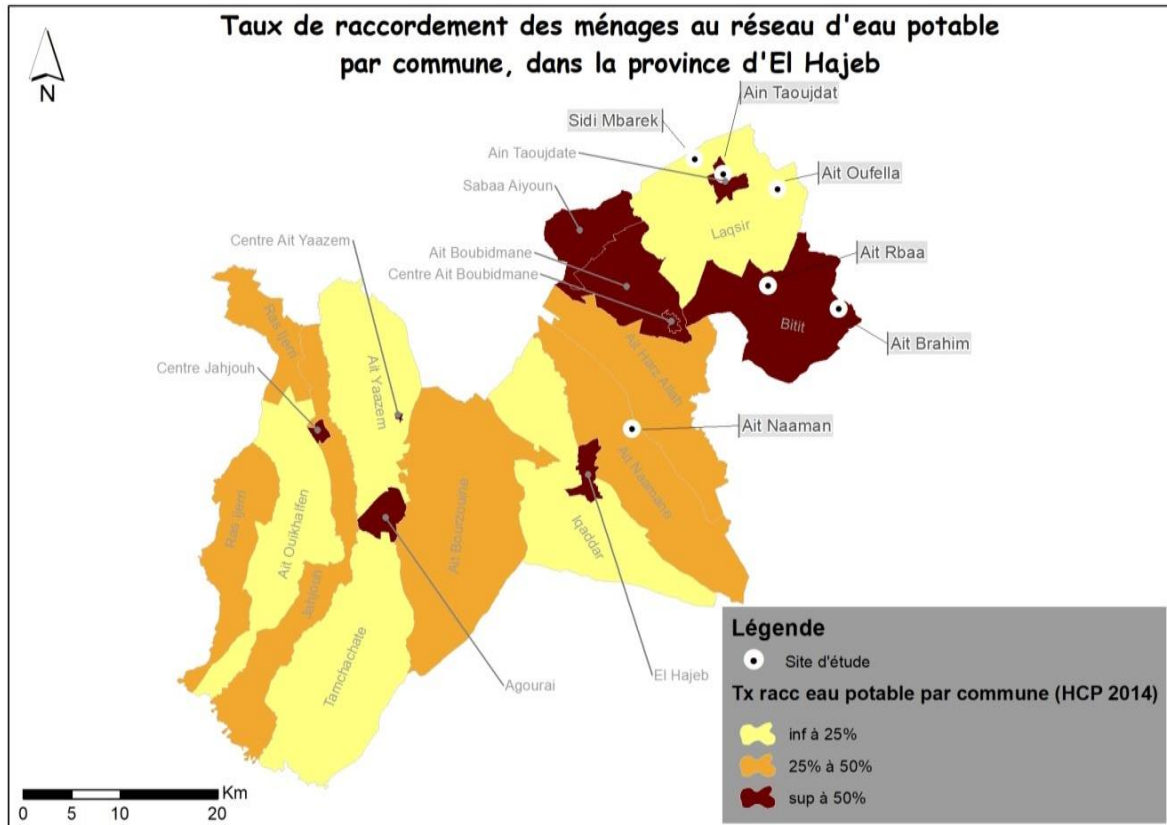 Taux de raccordement des ménages au réseau d'eau potable
par commune, dans la province d'El Hajeb
N
Ain Taoujdat
Sidi Mbarek
Ain Taoujdate
Ait Oufella
Sabaa Aiyoun
Laqsir
Centre Ait Yaazem
Ait Boubidmane
Ait Rbaa
Centre Ait Boubidmane
Bitit
Ras Ijerri
Ait Harz Allah
Ait Brahim
Ait Yaazem
Centre Jahjouh
Ait Naaman
Ait Naamane
Ras Ijerri
Ait Ouikhalfen
Ait Bourzouine
Iqaddar
Jahjouh
Tamchachate
Agourai
El Hajeb
Légende
Site d'étude
Tx racc eau potable par commune (HCP 2014)
inf à 25%
25% à 50%
sup à 50%
Km
0 5 10 20